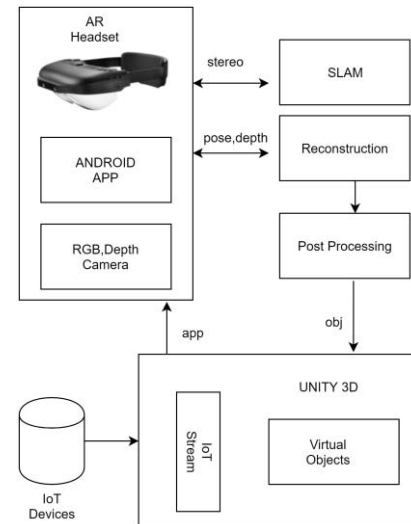 AR
Headset
stereo
SLAM
pose,depth
Reconstruction
ANDROID
APP
RGB,Depth
Camera
Post Processing
app
obj
UNITY 3D
IoT
Stream
Virtual
Objects
IoT
Devices